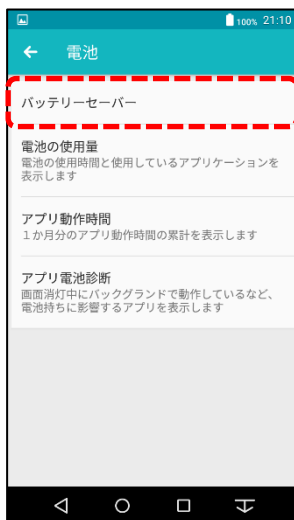 100% 21:10
電池
バッテリーセーバー
電池の使用量
電池の使用時間と使用しているアプリケーションを
表示します
アプリ動作時間
1か月分のアプリ動作時間の累計を表示します
アプリ電池診断
画面消灯中にバックグランドで動作しているなど、
電池持ちに影響するアプリを表示します